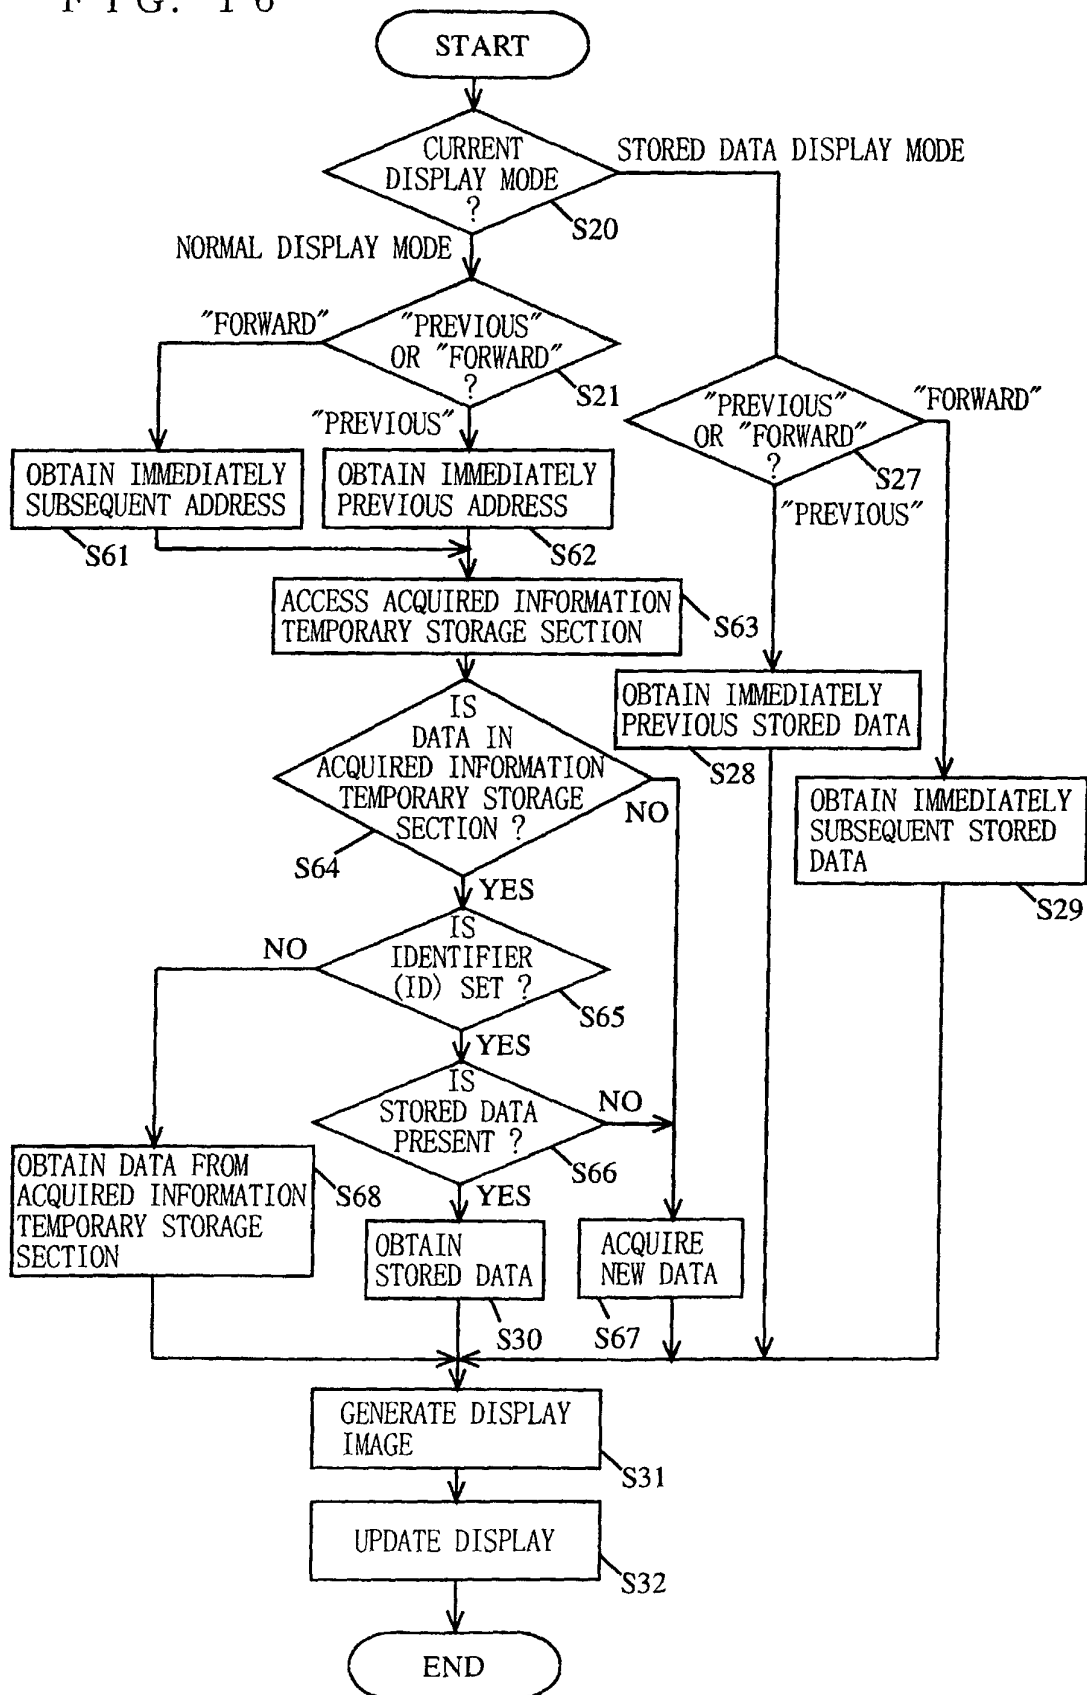 FIG. 16
START
CURRENT
DISPLAY MODE
?
STORED DATA DISPLAY MODE
S20
NORMAL DISPLAY MODE
"FORWARD"
"PREVIOUS"
OR "FORWARD"
?
S21
"PREVIOUS"
"PREVIOUS"
OR "FORWARD"
?
"FORWARD"
S27
"PREVIOUS"
OBTAIN IMMEDIATELY
SUBSEQUENT ADDRESS
S61
OBTAIN IMMEDIATELY
PREVIOUS ADDRESS
S62
ACCESS ACQUIRED INFORMATION
TEMPORARY STORAGE SECTION
S63
OBTAIN IMMEDIATELY
PREVIOUS STORED DATA
S28
IS
DATA IN
ACQUIRED INFORMATION
TEMPORARY STORAGE
SECTION ?
NO
S64
YES
OBTAIN IMMEDIATELY
SUBSEQUENT STORED
DATA
S29
NO
IS
IDENTIFIER
(ID) SET ?
S65
YES
IS
STORED DATA
PRESENT ?
NO
S66
YES
OBTAIN DATA FROM
ACQUIRED INFORMATION
TEMPORARY STORAGE
SECTION
S68
OBTAIN
STORED DATA
S30
ACQUIRE
NEW DATA
S67
GENERATE DISPLAY
IMAGE
S31
UPDATE DISPLAY
S32
END